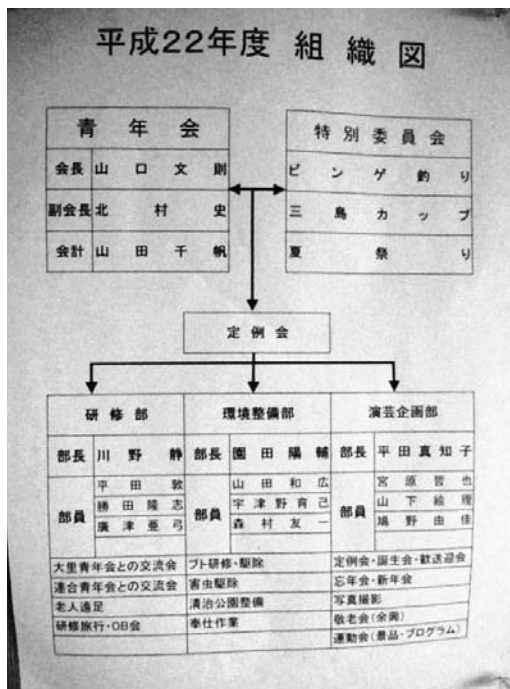 平成22年度 組織図
青年会
会長 山口文則
副会長 北村史
会計 山田千帆
特別委員会
ビンゲ釣り
三島カップ
夏祭り
定例会
研修部
部長 川野静
部員
平田敦
勝田隆志
廣津亜弓
大里青年会との交流会
連合青年会との交流会
老人遠足
研修旅行・OB会
環境整備部
部長 園田陽輔
部員
山田和広
宇津野育己
森村友一
ブト研修・駆除
害虫駆除
清治公園整備
奉仕作業
演芸企画部
部長 平田真知子
部員
宮原哲也
山下絵理
鳩野由佳
定例会・誕生会・歓送迎会
忘年会・新年会
写真撮影
敬老会(余興)
運動会(景品・プログラム)